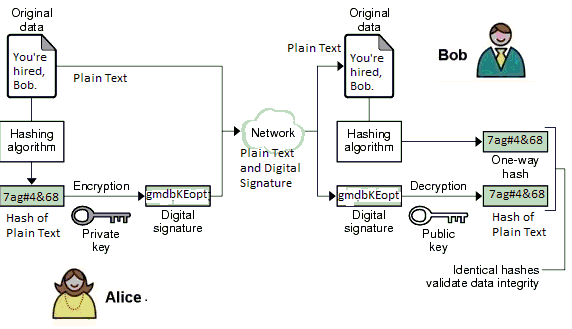 Original
data
You're
hired,
Bob.
Plain Text
Hashing
algorithm
7ag#4&68
Hash of
Plain Text
Encryption
Private
key
gmdbKEopt
Digital
signature
Network
Plain Text
and Digital
Signature
Plain Text
Original
data
You're
hired,
Bob.
Bob
Hashing
algorithm
7ag#4&68
One-way
hash
gmdbKEopt
Digital
signature
Decryption
Public
key
7ag#4&68
Hash of
Plain Text
Identical hashes
validate data integrity
Alice .